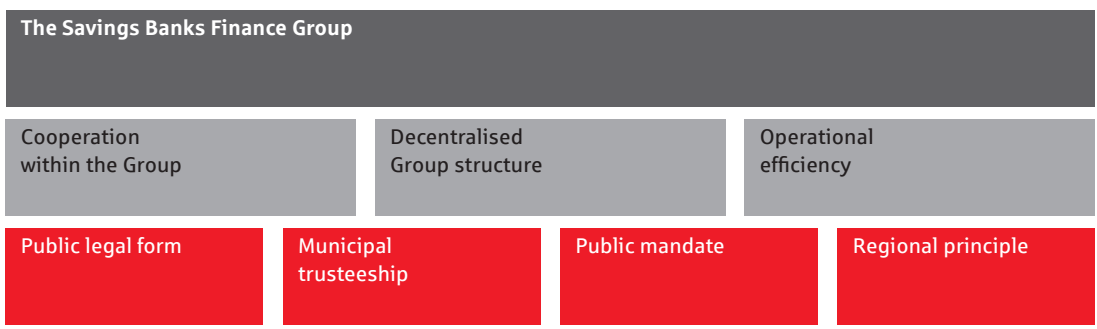 The Savings Banks Finance Group
Cooperation
within the Group
Decentralised
Group structure
Operational
efficiency
Public legal form
Municipal
trusteeship
Public mandate
Regional principle